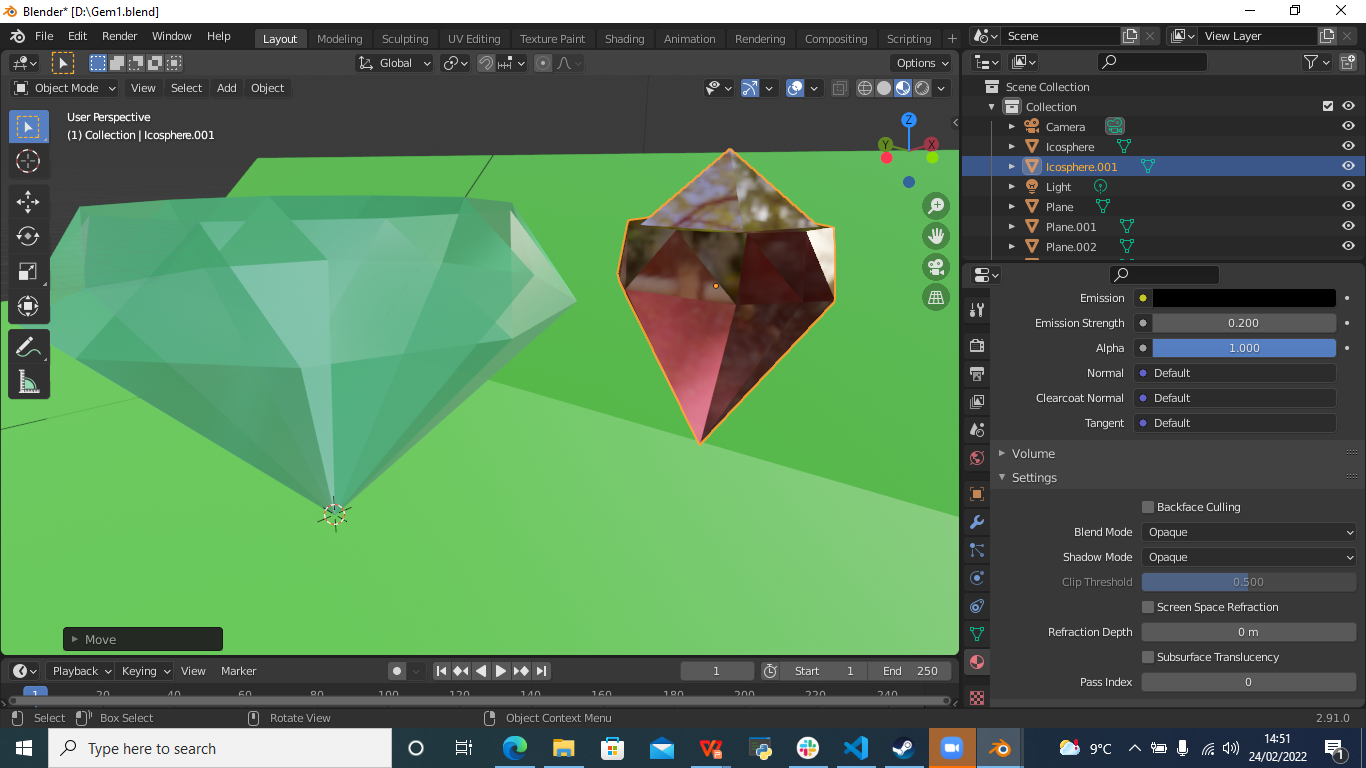 Blender* [D:\Gem1.blend]
File Edit Render Window Help
Layout Modeling Sculpting UV Editing Texture Paint Shading Animation Rendering Compositing Scripting +
Scene
View Layer
Global
Options
Object Mode View Select Add Object
User Perspective
(1) Collection | Icosphere.001
Z
Y
X
Move
Scene Collection
Collection
Camera
Icosphere
Icosphere.001
Light
Plane
Plane.001
Plane.002
Emission
Emission Strength 0.200
Alpha 1.000
Normal Default
Clearcoat Normal Default
Tangent Default
Volume
Settings
Backface Culling
Blend Mode Opaque
Shadow Mode Opaque
Clip Threshold 0.500
Screen Space Refraction
Refraction Depth 0 m
Subsurface Translucency
Pass Index 0
Playback Keying View Marker
1
Start 1
End 250
1 20 40 60 80 100 120 140 160 180 200 220 240
Select Box Select Rotate View Object Context Menu 2.91.0
Type here to search
9°C
14:51
24/02/2022
1